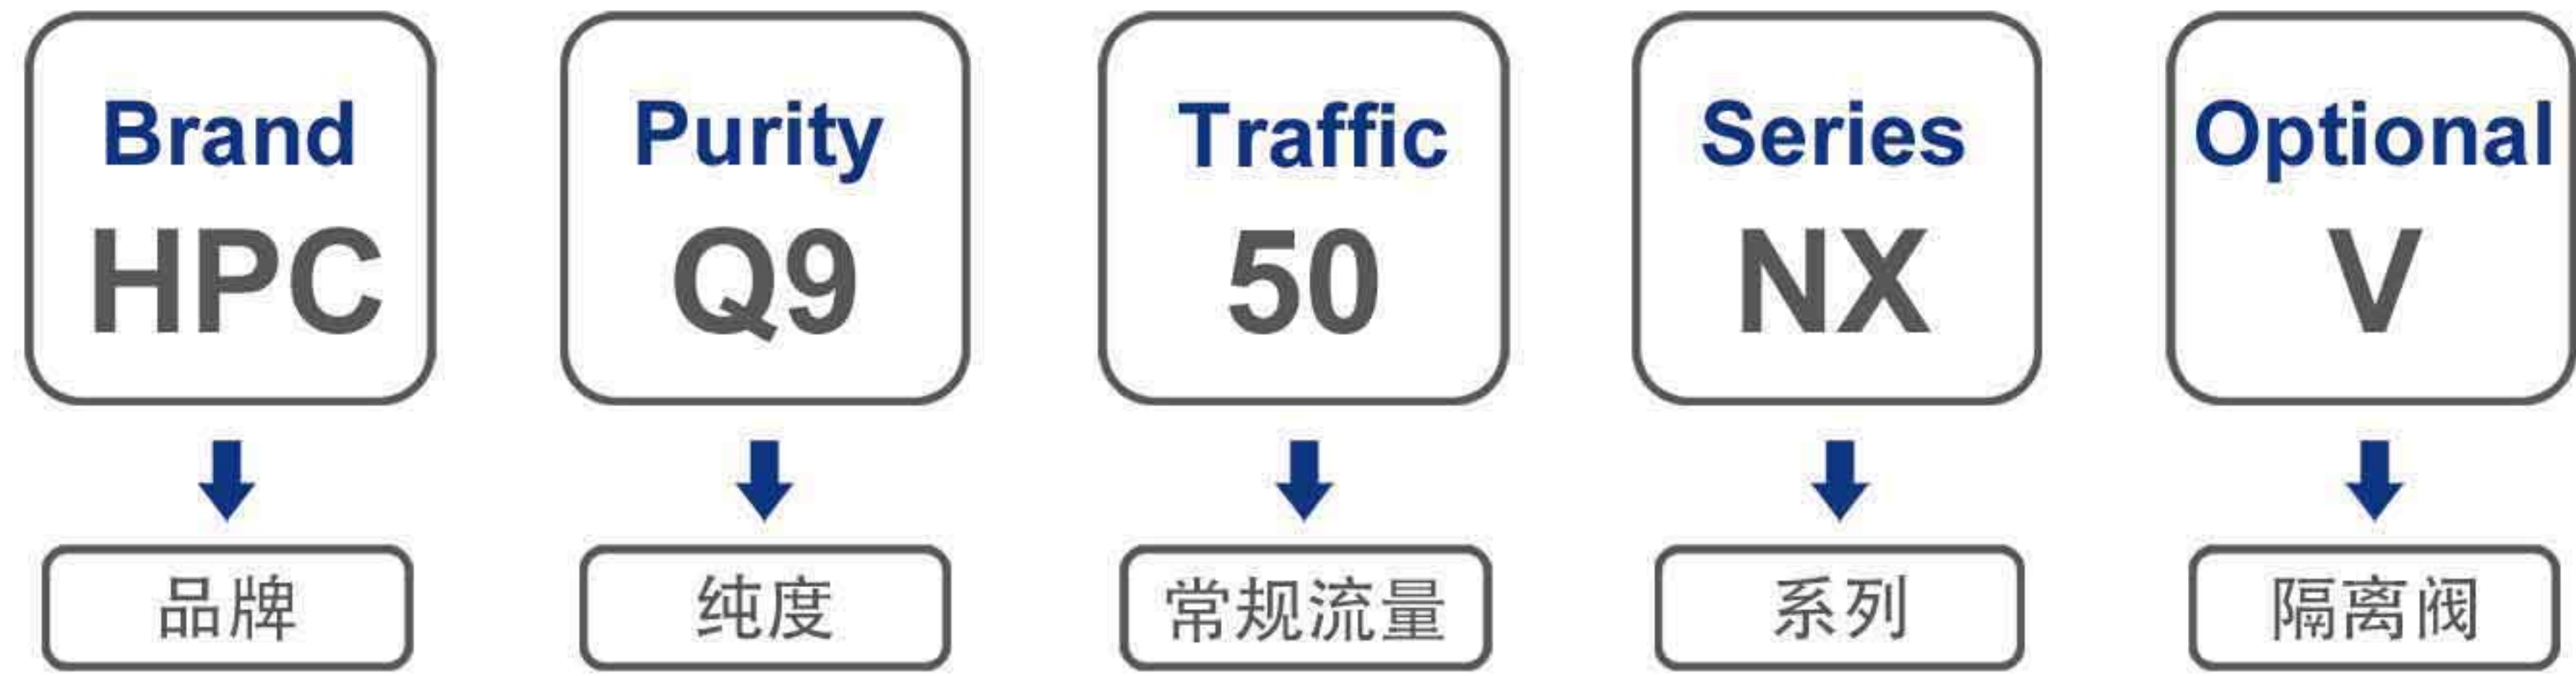 Brand
HPC
品牌
Purity
Q9
纯度
Traffic
50
常规流量
Series
NX
系列
Optional
V
隔离阀